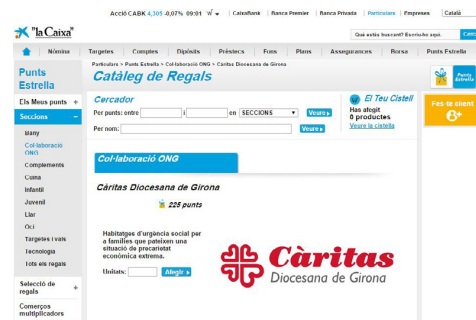 Acció CABK 4,305 -0,07% 09:01
CaixaBank
Banca Premier
Banca Privada
Particulars
Empreses
Català
"la Caixa"
Què estàs buscant? Escriu-ho aquí.
Cerc
Nòmina
Targetes
Comptes
Dipòsits
Préstecs
Fons
Plans
Assegurances
Borsa
Punts Estrella
Punts
Estrella
Els Meus punts +
Seccions –
Bany
Col·laboració
ONG
Complements
Cuina
Infantil
Juvenil
Llar
Oci
Targetes i vals
Tecnologia
Tots els regals
Selecció de
regals +
Comerços
multiplicadors
Particulars > Punts Estrella > Col·laboració ONG > Càritas Diocesana de Girona
Catàleg de Regals
Cercador
Per punts: entre i en SECCIONS Veure
Per nom: Veure
El Teu Cistell
Has afegit
0 productes
Veure la cistella
Punts
Estrella
Fes-te client
Col·laboració ONG
Càritas Diocesana de Girona
225 punts
Habitatges d'urgència social per
a famílies que pateixen una
situació de precarietat
econòmica extrema.
Unitats: Afegir
Càritas
Diocesana de Girona